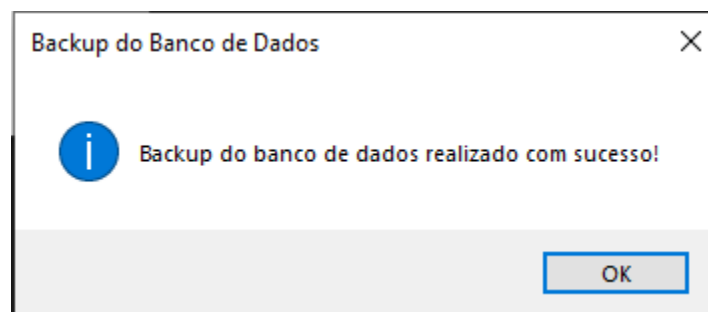 Backup do Banco de Dados
Backup do banco de dados realizado com sucesso!
OK